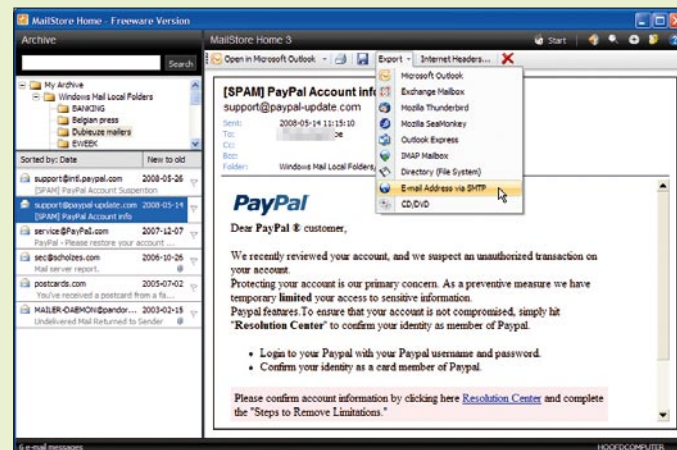 MailStore Home - Freeware Version
Archive
MailStore Home 3
Start
Search
Open in Microsoft Outlook
Export
Internet Headers...
My Archive
Windows Mail Local Folders
BANKING
Belgian press
Dubieuze mailers
EWEEK
Sorted by: Date
New to old
support@intl.paypal.com 2008-05-26
[SPAM] PayPal Account Suspention
support@paypal-update.com 2008-05-14
[SPAM] PayPal Account info
service@PayPal.com 2007-12-07
PayPal - Please restore your account ...
sec@scholzes.com 2006-10-26
Mail server report.
postcards.com 2005-07-02
You've received a postcard from a fa...
MAILER-DAEMON@pandor... 2003-02-15
Undelivered Mail Returned to Sender
Microsoft Outlook
Exchange Mailbox
Mozilla Thunderbird
Mozilla SeaMonkey
Outlook Express
IMAP Mailbox
Directory (File System)
E-mail Address via SMTP
CD/DVD
[SPAM] PayPal Account info
support@paypal-update.com
Sent: 2008-05-14 11:15:10
To:
Cc:
Bcc:
Folder: Windows Mail Local Folders,
PayPal
Dear PayPal ® customer,
We recently reviewed your account, and we suspect an unauthorized transaction on
your account.
Protecting your account is our primary concern. As a preventive measure we have
temporary limited your access to sensitive information.
Paypal features.To ensure that your account is not compromised, simply hit
"Resolution Center" to confirm your identity as member of Paypal.
• Login to your Paypal with your Paypal username and password.
• Confirm your identity as a card member of Paypal.
Please confirm account information by clicking here Resolution Center and complete
the "Steps to Remove Limitations."
6 e-mail messages
HOOFDCOMPUTER